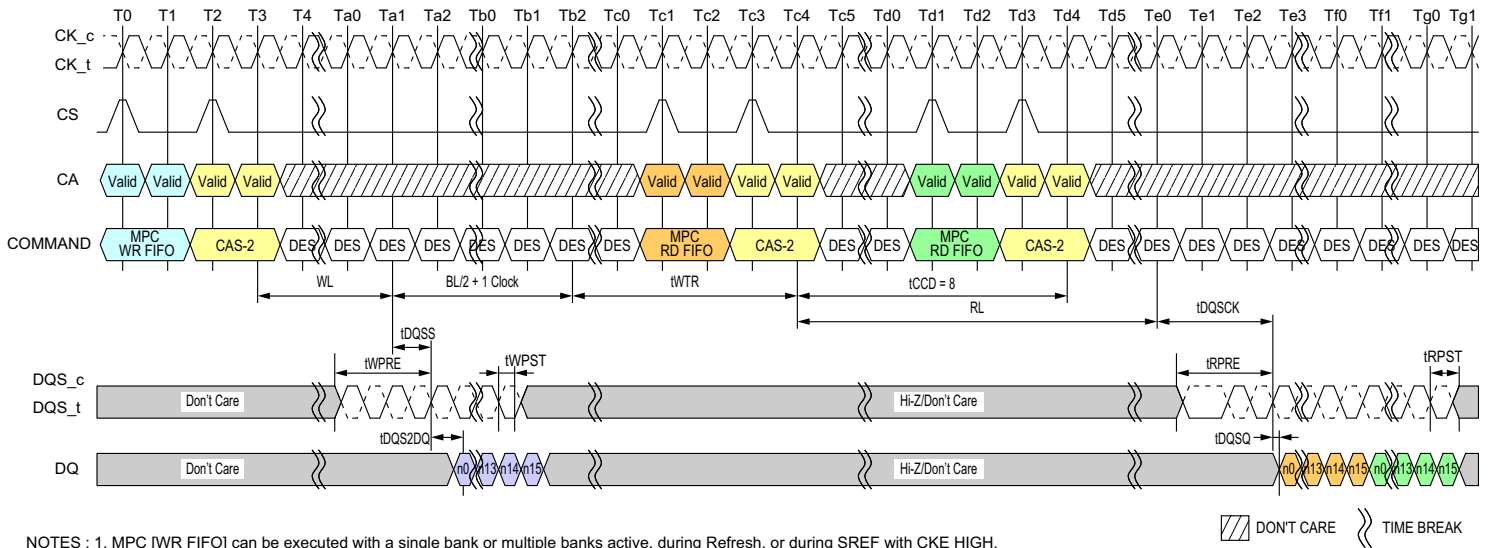 T0 T1 T2 T3 T4 Ta0 Ta1 Ta2 Tb0 Tb1 Tb2 Tc0 Tc1 Tc2 Tc3 Tc4 Tc5 Td0 Td1 Td2 Td3 Td4 Td5 Te0 Te1 Te2 Te3 Tf0 Tf1 Tg0 Tg1
CK_c
CK_t
CS
CA Valid Valid Valid Valid Valid Valid Valid Valid Valid Valid Valid Valid
COMMAND MPC WR FIFO CAS-2 DES DES DES DES DES DES DES DES MPC RD FIFO CAS-2 DES DES MPC RD FIFO CAS-2 DES DES DES DES DES DES DES DES DES
WL BL/2 + 1 Clock tWTR tCCD = 8
RL tDQSCK
tDQSS
tWPRE tWPST tRPRE tRPST
DQS_c
DQS_t Don't Care Hi-Z/Don't Care
tDQS2DQ tDQSQ
DQ Don't Care n0 n13 n14 n15 Hi-Z/Don't Care n0 n13 n14 n15 n0 n13 n14 n15
DON'T CARE TIME BREAK
NOTES : 1. MPC [WR FIFO] can be executed with a single bank or multiple banks active, during Refresh, or during SREF with CKE HIGH.